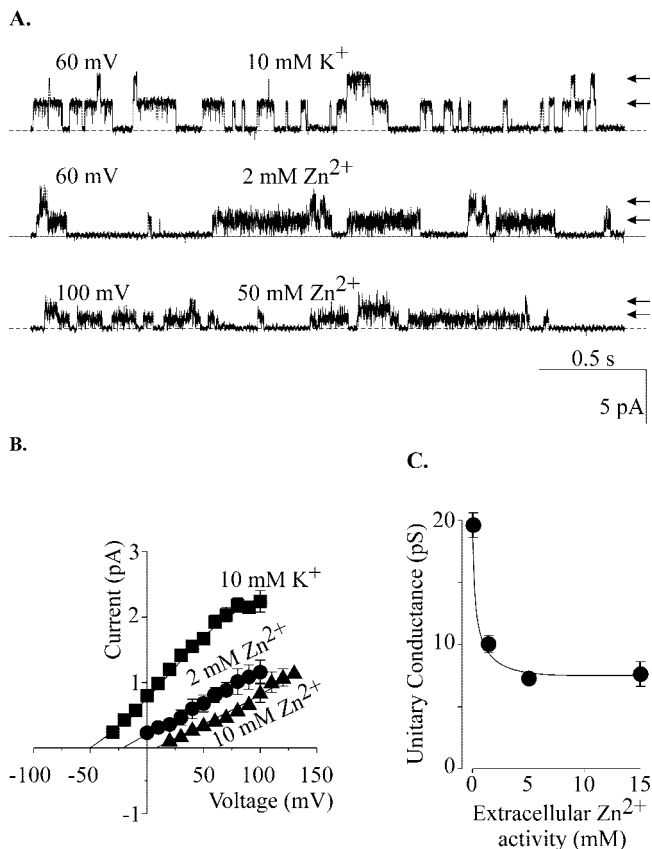 A.
60 mV 10 mM K+
60 mV 2 mM Zn2+
100 mV 50 mM Zn2+
0.5 s
5 pA
B.
C.
Current (pA)
3
2
1
-1
10 mM K+
2 mM Zn2+
10 mM Zn2+
-100 -50 50 100 150
Voltage (mV)
Unitary Conductance (pS)
20
10
0
0 5 10 15
Extracellular Zn2+
activity (mM)